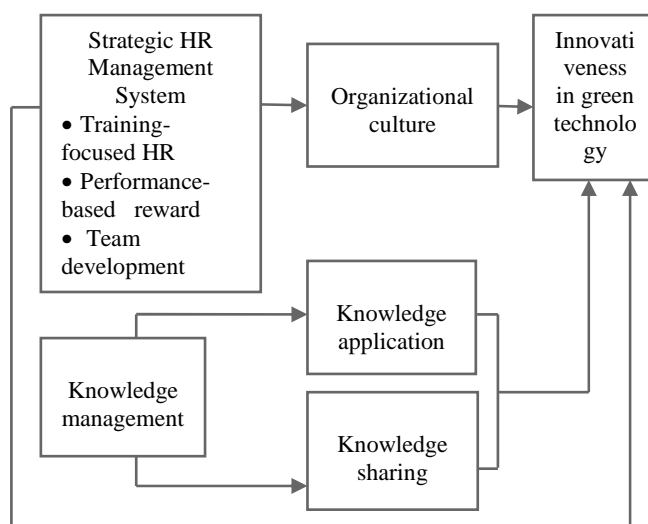 Strategic HR
Management
System
• Training-
focused HR
• Performance-
based reward
• Team
development
Organizational
culture
Innovati
veness
in green
technolo
gy
Knowledge
application
Knowledge
management
Knowledge
sharing